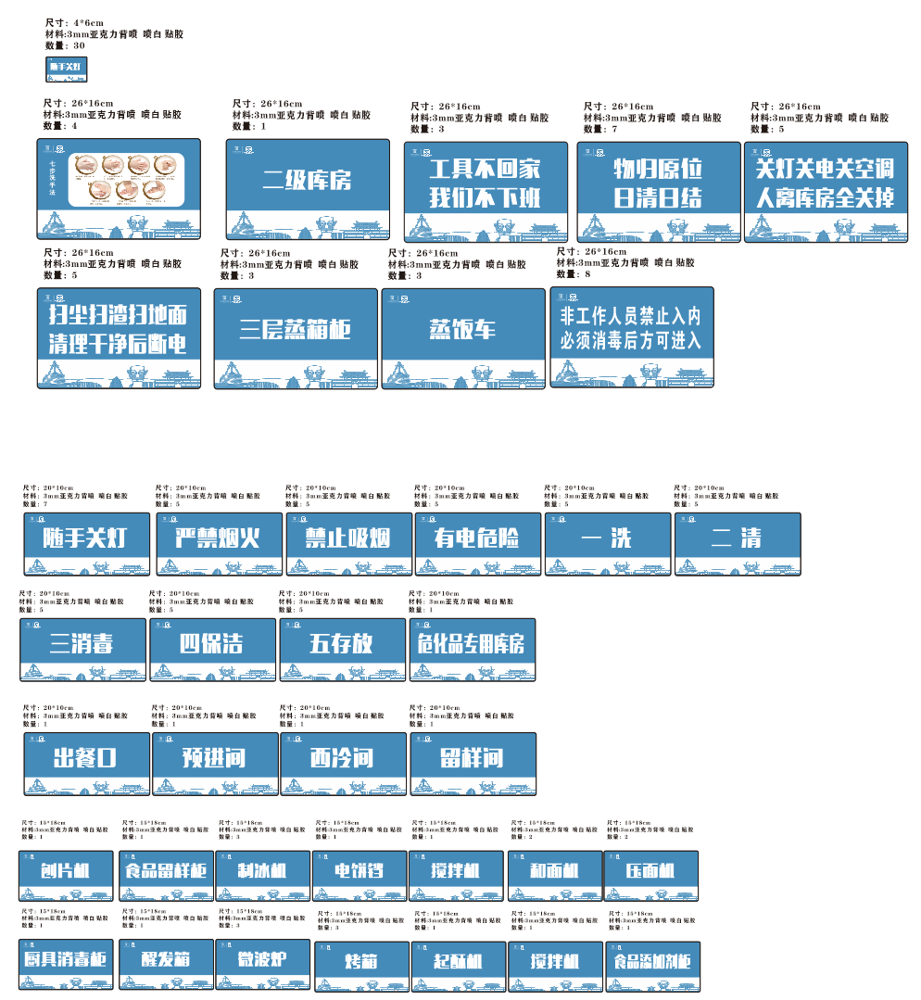 尺寸：4*6cm
材料:3mm亚克力背喷 喷白 贴胶
数量：30
随手关灯
尺寸：26*16cm
材料:3mm亚克力背喷 喷白 贴胶
数量：4
七步洗手法
尺寸：26*16cm
材料:3mm亚克力背喷 喷白 贴胶
数量：1
二级库房
尺寸：26*16cm
材料:3mm亚克力背喷 喷白 贴胶
数量：3
工具不回家
我们不下班
尺寸：26*16cm
材料:3mm亚克力背喷 喷白 贴胶
数量：7
物归原位
日清日结
尺寸：26*16cm
材料:3mm亚克力背喷 喷白 贴胶
数量：5
关灯关电关空调
人离库房全关掉
尺寸：26*16cm
材料:3mm亚克力背喷 喷白 贴胶
数量：5
扫尘扫渣扫地面
清理干净后断电
尺寸：26*16cm
材料:3mm亚克力背喷 喷白 贴胶
数量：3
三层蒸箱柜
尺寸：26*16cm
材料:3mm亚克力背喷 喷白 贴胶
数量：3
蒸饭车
尺寸：26*16cm
材料:3mm亚克力背喷 喷白 贴胶
数量：8
非工作人员禁止入内
必须消毒后方可进入
尺寸：20*10cm
材料：3mm亚克力背喷 喷白 贴胶
数量：7
随手关灯
尺寸：20*10cm
材料：3mm亚克力背喷 喷白 贴胶
数量：5
严禁烟火
尺寸：20*10cm
材料：3mm亚克力背喷 喷白 贴胶
数量：5
禁止吸烟
尺寸：20*10cm
材料：3mm亚克力背喷 喷白 贴胶
数量：5
有电危险
尺寸：20*10cm
材料：3mm亚克力背喷 喷白 贴胶
数量：5
一 洗
尺寸：20*10cm
材料：3mm亚克力背喷 喷白 贴胶
数量：5
二 清
尺寸：20*10cm
材料：3mm亚克力背喷 喷白 贴胶
数量：5
三消毒
尺寸：20*10cm
材料：3mm亚克力背喷 喷白 贴胶
数量：5
四保洁
尺寸：20*10cm
材料：3mm亚克力背喷 喷白 贴胶
数量：5
五存放
尺寸：20*10cm
材料：3mm亚克力背喷 喷白 贴胶
数量：1
危化品专用库房
尺寸：20*10cm
材料：3mm亚克力背喷 喷白 贴胶
数量：1
出餐口
尺寸：20*10cm
材料：3mm亚克力背喷 喷白 贴胶
数量：1
预进间
尺寸：20*10cm
材料：3mm亚克力背喷 喷白 贴胶
数量：1
西冷间
尺寸：20*10cm
材料：3mm亚克力背喷 喷白 贴胶
数量：1
留样间
尺寸：15*18cm
材料:3mm亚克力背喷 喷白 贴胶
数量：1
刨片机
尺寸：15*18cm
材料:3mm亚克力背喷 喷白 贴胶
数量：1
食品留样柜
尺寸：15*18cm
材料:3mm亚克力背喷 喷白 贴胶
数量：3
制冰机
尺寸：15*18cm
材料:3mm亚克力背喷 喷白 贴胶
数量：1
电饼铛
尺寸：15*18cm
材料:3mm亚克力背喷 喷白 贴胶
数量：1
搅拌机
尺寸：15*18cm
材料:3mm亚克力背喷 喷白 贴胶
数量：2
和面机
尺寸：15*18cm
材料:3mm亚克力背喷 喷白 贴胶
数量：2
压面机
尺寸：15*18cm
材料:3mm亚克力背喷 喷白 贴胶
数量：1
厨具消毒柜
尺寸：15*18cm
材料:3mm亚克力背喷 喷白 贴胶
数量：1
醒发箱
尺寸：15*18cm
材料:3mm亚克力背喷 喷白 贴胶
数量：3
微波炉
尺寸：15*18cm
材料:3mm亚克力背喷 喷白 贴胶
数量：3
烤箱
尺寸：15*18cm
材料:3mm亚克力背喷 喷白 贴胶
数量：1
起酥机
尺寸：15*18cm
材料:3mm亚克力背喷 喷白 贴胶
数量：1
搅拌机
尺寸：15*18cm
材料:3mm亚克力背喷 喷白 贴胶
数量：1
食品添加剂柜